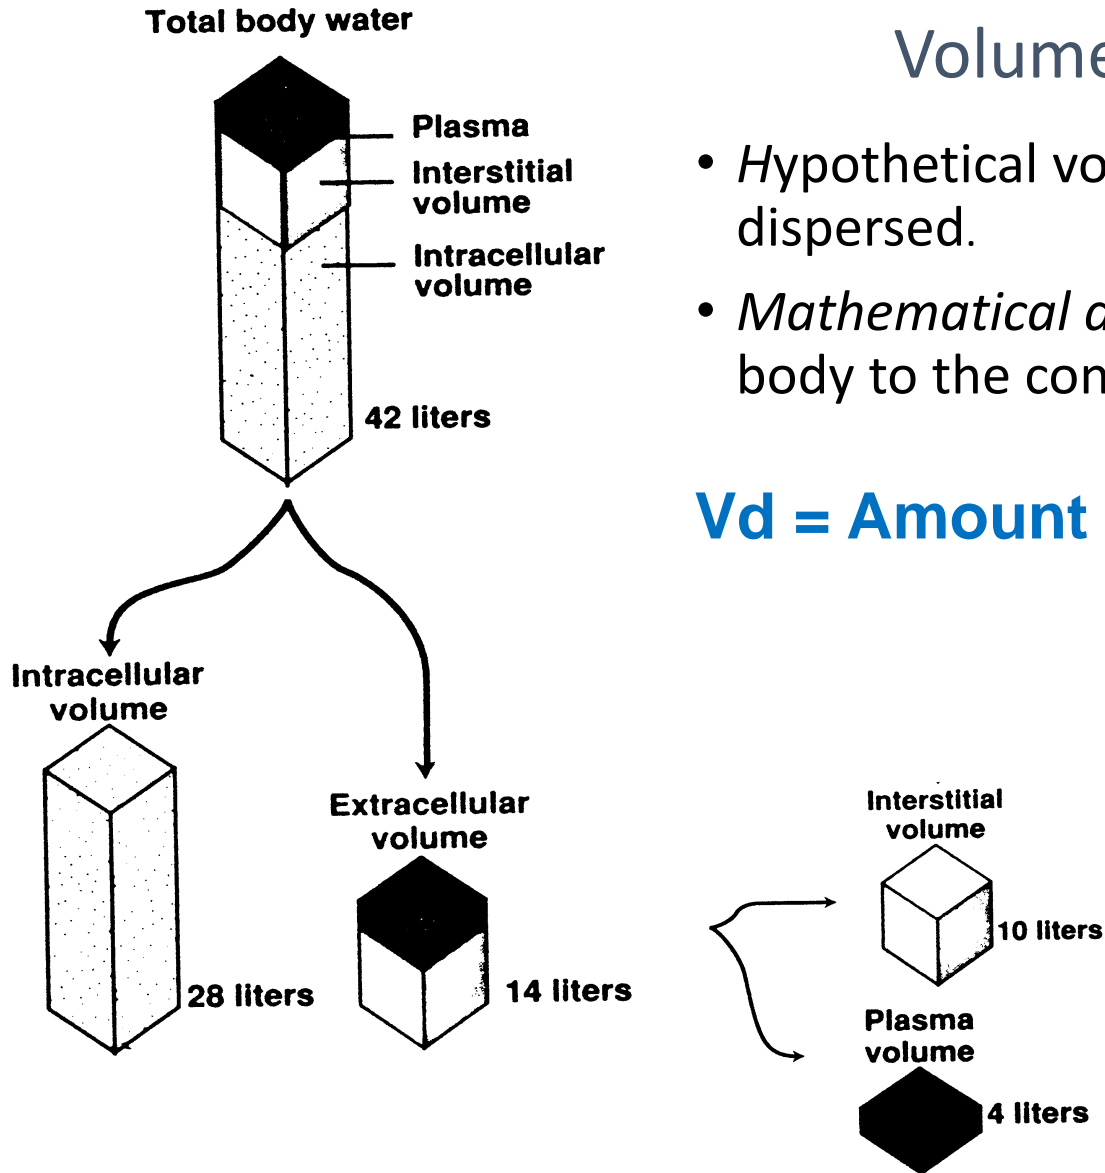 Total body water
Plasma
Interstitial
volume
Intracellular
volume
42 liters
Intracellular
volume
28 liters
Extracellular
volume
14 liters
Interstitial
volume
10 liters
Plasma
volume
4 liters
Volume
• Hypothetical vo
dispersed.
• Mathematical
body to the con
Vd = Amount